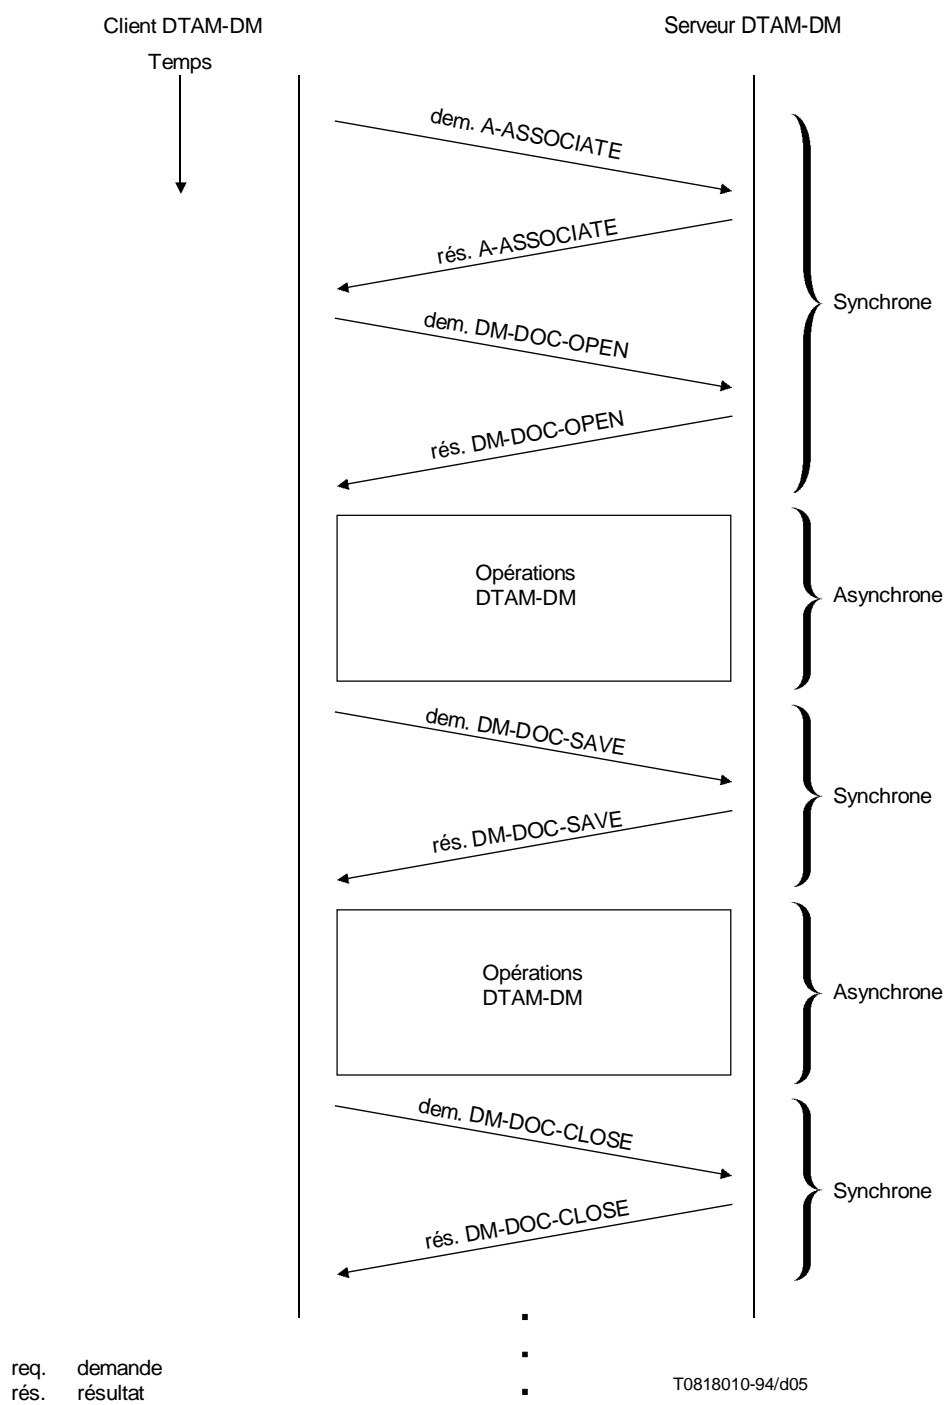 Client DTAM-DM
Serveur DTAM-DM
Temps
dem. A-ASSOCIATE
rés. A-ASSOCIATE
Synchrone
dem. DM-DOC-OPEN
rés. DM-DOC-OPEN
Opérations
DTAM-DM
Asynchrone
dem. DM-DOC-SAVE
Synchrone
rés. DM-DOC-SAVE
Opérations
DTAM-DM
Asynchrone
dem. DM-DOC-CLOSE
Synchrone
rés. DM-DOC-CLOSE
req. demande
rés. résultat
T0818010-94/d05